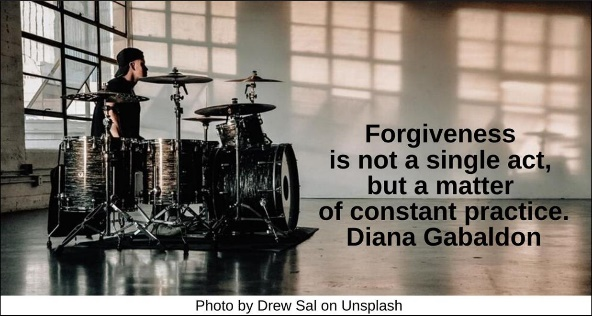 Forgiveness
is not a single act,
but a matter
of constant practice.
Diana Gabaldon
Photo by Drew Sal on Unsplash